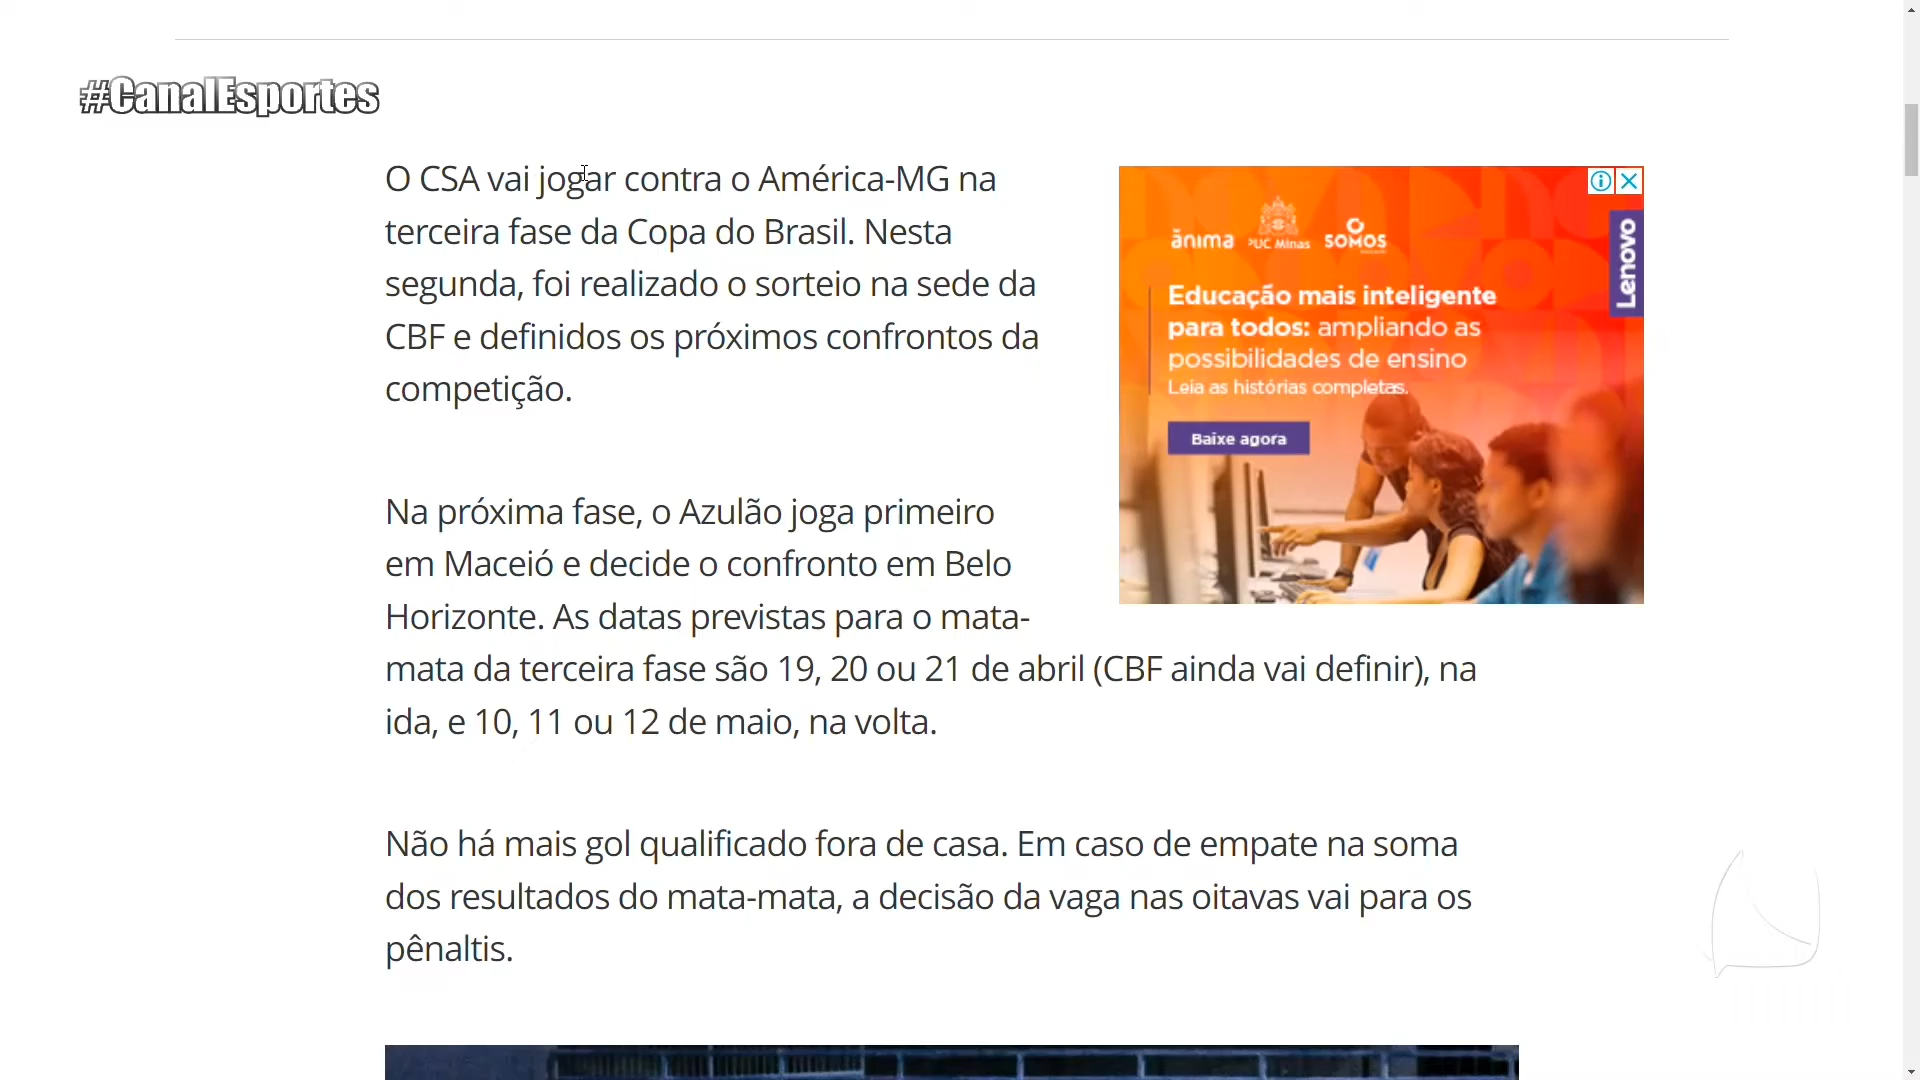 #CanalEsportes
O CSA vai jogar contra o América-MG na
terceira fase da Copa do Brasil. Nesta
segunda, foi realizado o sorteio na sede da
CBF e definidos os próximos confrontos da
competição.
ănıma PUC Minas SOMOS
Lenovo
Educação mais inteligente
para todos: ampliando as
possibilidades de ensino
Leia as histórias completas.
Baixe agora
Na próxima fase, o Azulão joga primeiro
em Maceió e decide o confronto em Belo
Horizonte. As datas previstas para o mata-
mata da terceira fase são 19, 20 ou 21 de abril (CBF ainda vai definir), na
ida, e 10, 11 ou 12 de maio, na volta.
Não há mais gol qualificado fora de casa. Em caso de empate na soma
dos resultados do mata-mata, a decisão da vaga nas oitavas vai para os
pênaltis.